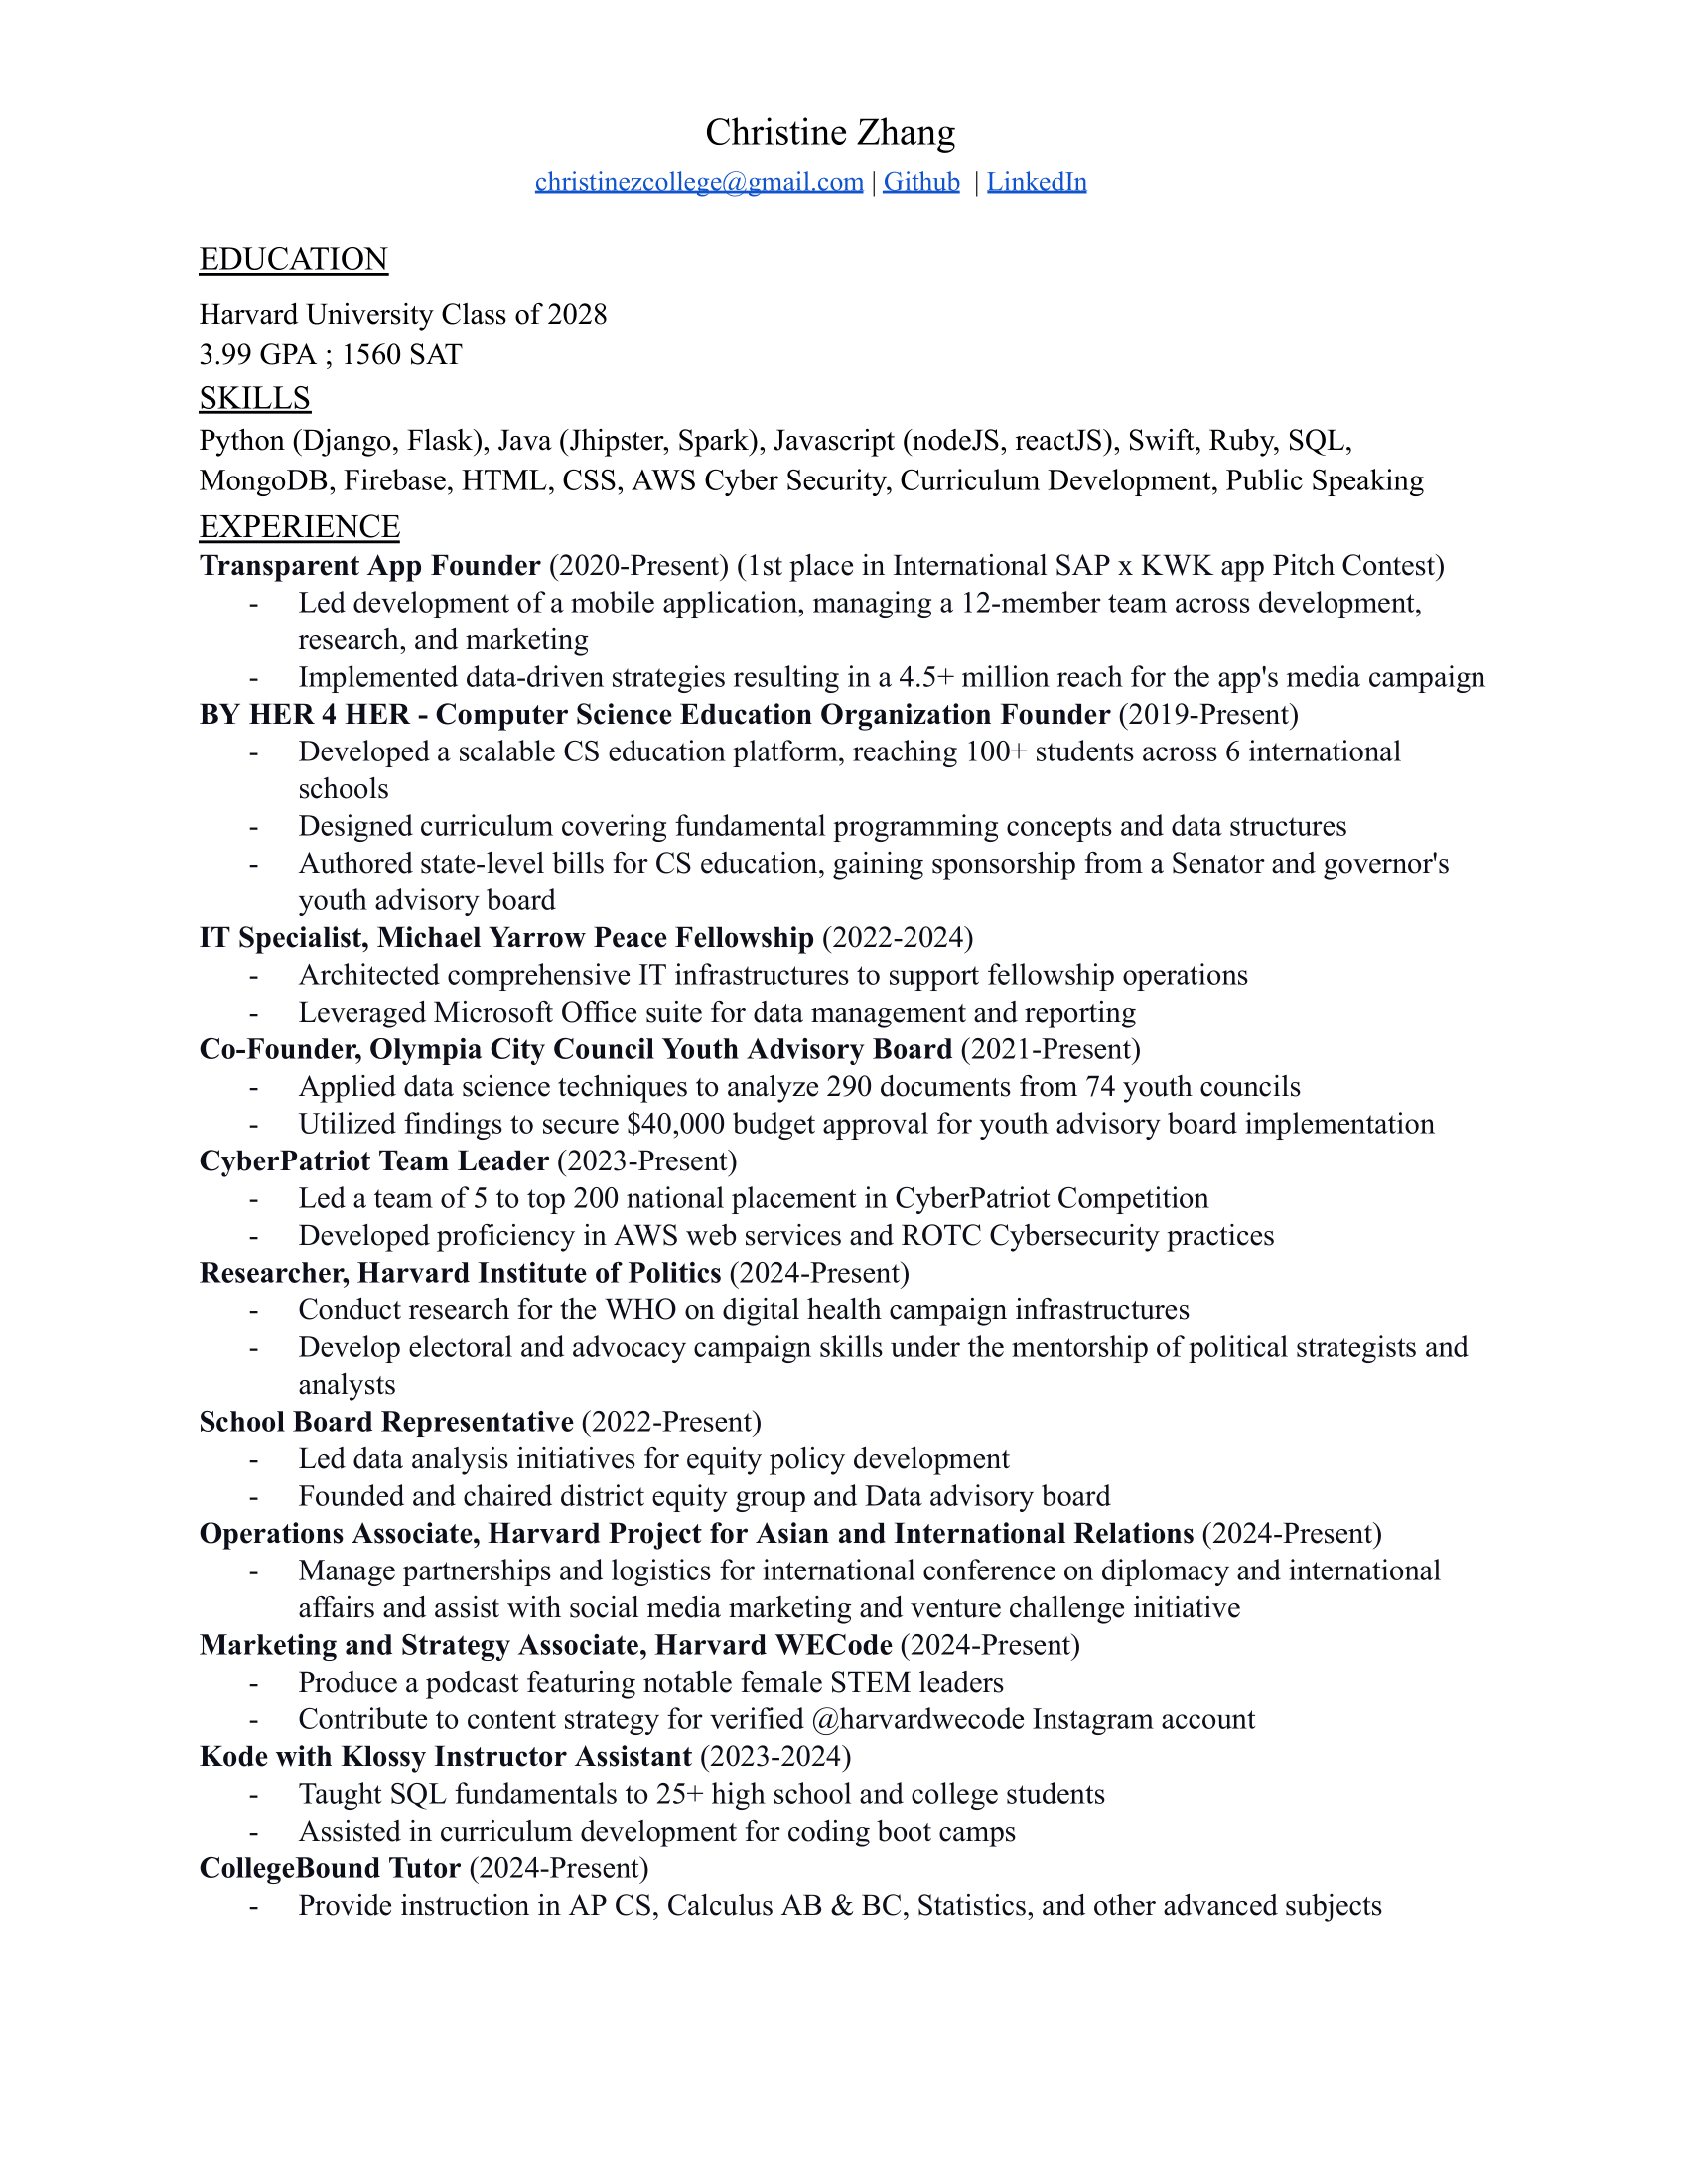 Christine Zhang
christinezcollege@gmail.com | Github | LinkedIn
EDUCATION
Harvard University Class of 2028
3.99 GPA ; 1560 SAT
SKILLS
Python (Django, Flask), Java (Jhipster, Spark), Javascript (nodeJS, reactJS), Swift, Ruby, SQL,
MongoDB, Firebase, HTML, CSS, AWS Cyber Security, Curriculum Development, Public Speaking
EXPERIENCE
Transparent App Founder (2020-Present) (1st place in International SAP x KWK app Pitch Contest)
- Led development of a mobile application, managing a 12-member team across development,
research, and marketing
- Implemented data-driven strategies resulting in a 4.5+ million reach for the app's media campaign
BY HER 4 HER - Computer Science Education Organization Founder (2019-Present)
- Developed a scalable CS education platform, reaching 100+ students across 6 international
schools
- Designed curriculum covering fundamental programming concepts and data structures
- Authored state-level bills for CS education, gaining sponsorship from a Senator and governor's
youth advisory board
IT Specialist, Michael Yarrow Peace Fellowship (2022-2024)
- Architected comprehensive IT infrastructures to support fellowship operations
- Leveraged Microsoft Office suite for data management and reporting
Co-Founder, Olympia City Council Youth Advisory Board (2021-Present)
- Applied data science techniques to analyze 290 documents from 74 youth councils
- Utilized findings to secure $40,000 budget approval for youth advisory board implementation
CyberPatriot Team Leader (2023-Present)
- Led a team of 5 to top 200 national placement in CyberPatriot Competition
- Developed proficiency in AWS web services and ROTC Cybersecurity practices
Researcher, Harvard Institute of Politics (2024-Present)
- Conduct research for the WHO on digital health campaign infrastructures
- Develop electoral and advocacy campaign skills under the mentorship of political strategists and
analysts
School Board Representative (2022-Present)
- Led data analysis initiatives for equity policy development
- Founded and chaired district equity group and Data advisory board
Operations Associate, Harvard Project for Asian and International Relations (2024-Present)
- Manage partnerships and logistics for international conference on diplomacy and international
affairs and assist with social media marketing and venture challenge initiative
Marketing and Strategy Associate, Harvard WECode (2024-Present)
- Produce a podcast featuring notable female STEM leaders
- Contribute to content strategy for verified @harvardwecode Instagram account
Kode with Klossy Instructor Assistant (2023-2024)
- Taught SQL fundamentals to 25+ high school and college students
- Assisted in curriculum development for coding boot camps
CollegeBound Tutor (2024-Present)
- Provide instruction in AP CS, Calculus AB & BC, Statistics, and other advanced subjects